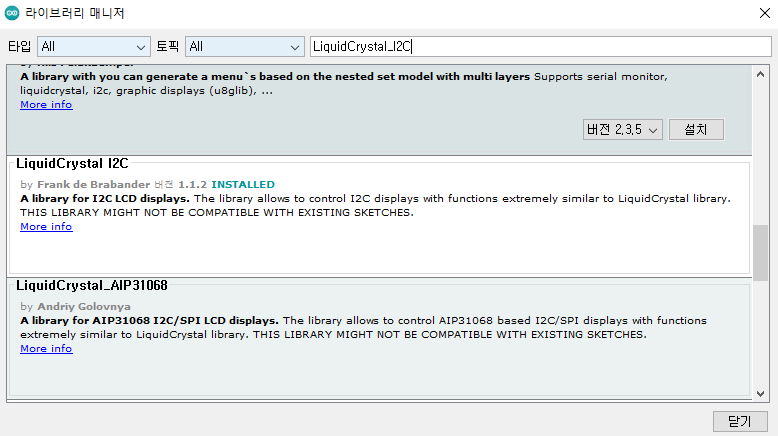 라이브러리 매니저
타입 All 토픽 All LiquidCrystal_I2C
A library with you can generate a menu`s based on the nested set model with multi layers Supports serial monitor,
liquidcrystal, i2c, graphic displays (u8glib), ...
More info
버전 2.3.5 설치
LiquidCrystal I2C
by Frank de Brabander 버전 1.1.2 INSTALLED
A library for I2C LCD displays. The library allows to control I2C displays with functions extremely similar to LiquidCrystal library.
THIS LIBRARY MIGHT NOT BE COMPATIBLE WITH EXISTING SKETCHES.
More info
LiquidCrystal_AIP31068
by Andriy Golovnya
A library for AIP31068 I2C/SPI LCD displays. The library allows to control AIP31068 based I2C/SPI displays with functions
extremely similar to LiquidCrystal library. THIS LIBRARY MIGHT NOT BE COMPATIBLE WITH EXISTING SKETCHES.
More info
닫기